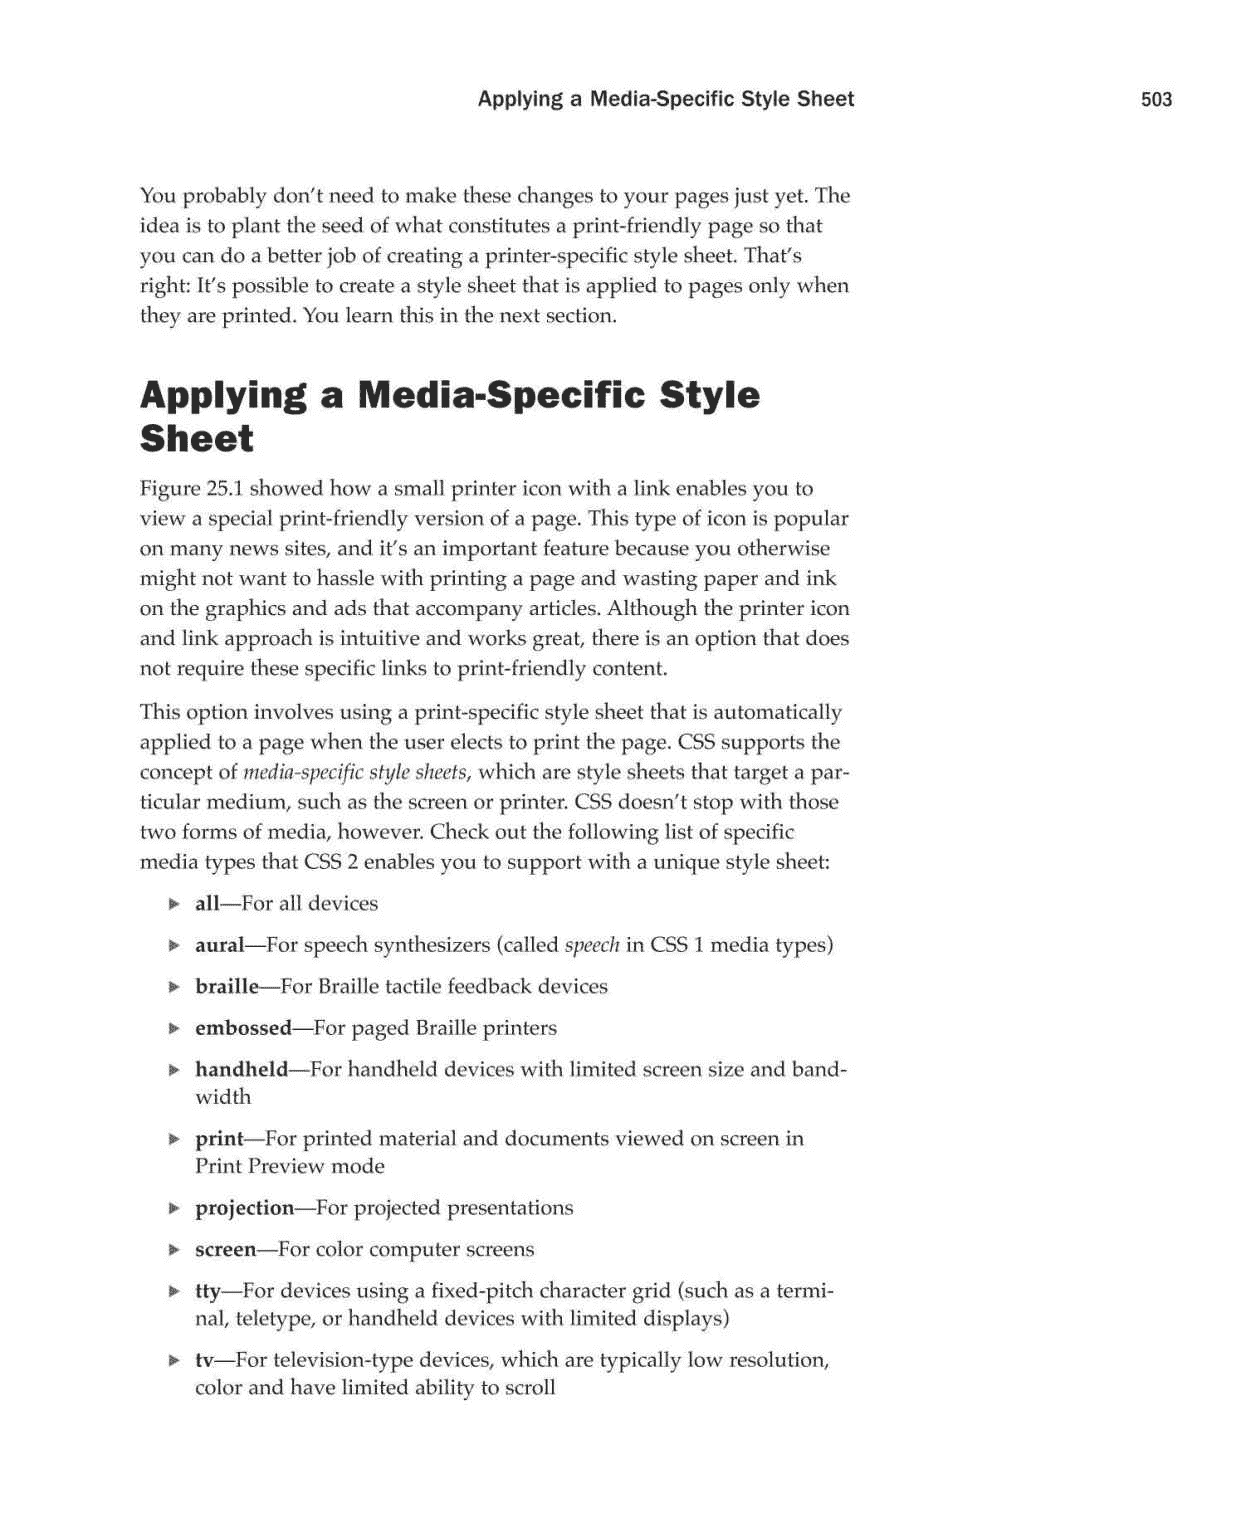 Applying a Media-Specific Style Sheet 503
You probably don't need to make these changes to your pages just yet. The
idea is to plant the seed of what constitutes a print-friendly page so that
you can do a better job of creating a printer-specific style sheet. That's
right: It's possible to create a style sheet that is applied to pages only when
they are printed. You learn this in the next section.
Applying a Media-Specific Style
Sheet
Figure 25.1 showed how a small printer icon with a link enables you to
view a special print-friendly version of a page. This type of icon is popular
on many news sites, and it's an important feature because you otherwise
might not want to hassle with printing a page and wasting paper and ink
on the graphics and ads that accompany articles. Although the printer icon
and link approach is intuitive and works great, there is an option that does
not require these specific links to print-friendly content.
This option involves using a print-specific style sheet that is automatically
applied to a page when the user elects to print the page. CSS supports the
concept of media-specific style sheets, which are style sheets that target a par-
ticular medium, such as the screen or printer. CSS doesn't stop with those
two forms of media, however. Check out the following list of specific
media types that CSS 2 enables you to support with a unique style sheet:
all—For all devices
aural—For speech synthesizers (called speech in CSS 1 media types)
braille—For Braille tactile feedback devices
embossed—For paged Braille printers
handheld—For handheld devices with limited screen size and band-
width
print—For printed material and documents viewed on screen in
Print Preview mode
projection—For projected presentations
screen—For color computer screens
tty—For devices using a fixed-pitch character grid (such as a termi-
nal, teletype, or handheld devices with limited displays)
tv—For television-type devices, which are typically low resolution,
color and have limited ability to scroll